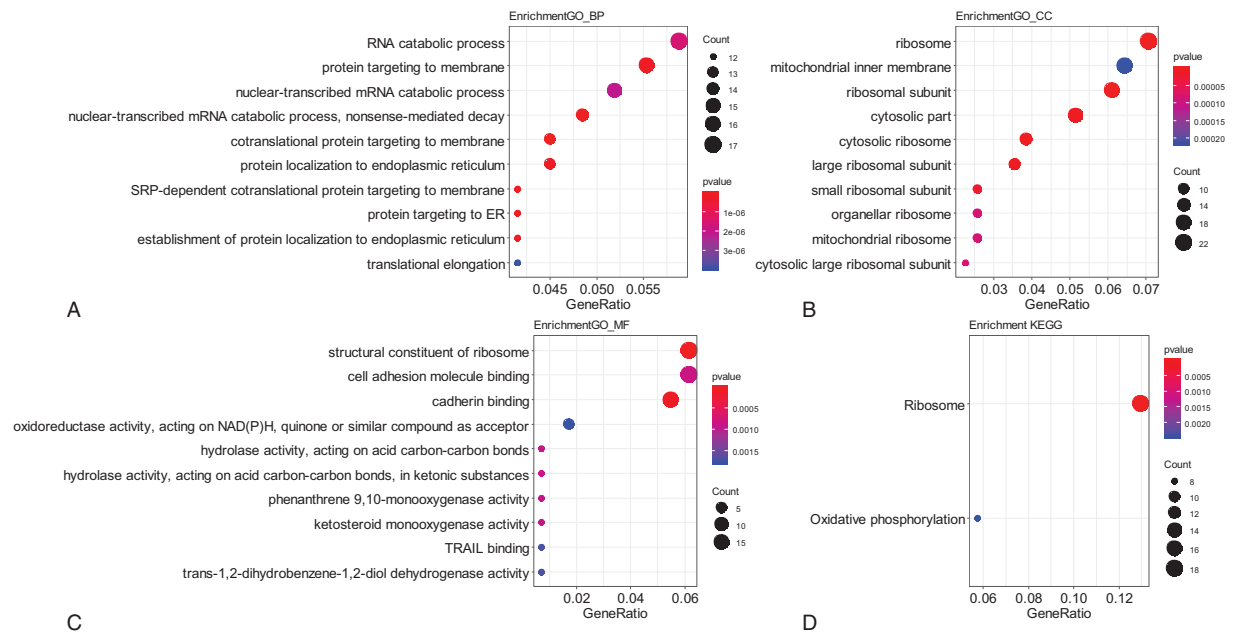 EnrichmentGO_BP
RNA catabolic process
protein targeting to membrane
nuclear-transcribed mRNA catabolic process
nuclear-transcribed mRNA catabolic process, nonsense-mediated decay
cotranslational protein targeting to membrane
protein localization to endoplasmic reticulum
SRP-dependent cotranslational protein targeting to membrane
protein targeting to ER
establishment of protein localization to endoplasmic reticulum
translational elongation
0.045 0.050 0.055
GeneRatio
Count
12
13
14
15
16
17
pvalue
1e-06
2e-06
3e-06
A
EnrichmentGO_CC
ribosome
mitochondrial inner membrane
ribosomal subunit
cytosolic part
cytosolic ribosome
large ribosomal subunit
small ribosomal subunit
organellar ribosome
mitochondrial ribosome
cytosolic large ribosomal subunit
0.03 0.04 0.05 0.06 0.07
GeneRatio
pvalue
0.00005
0.00010
0.00015
0.00020
Count
10
14
18
22
B
EnrichmentGO_MF
structural constituent of ribosome
cell adhesion molecule binding
cadherin binding
oxidoreductase activity, acting on NAD(P)H, quinone or similar compound as acceptor
hydrolase activity, acting on acid carbon-carbon bonds
hydrolase activity, acting on acid carbon-carbon bonds, in ketonic substances
phenanthrene 9,10-monooxygenase activity
ketosteroid monooxygenase activity
TRAIL binding
trans-1,2-dihydrobenzene-1,2-diol dehydrogenase activity
0.02 0.04 0.06
GeneRatio
pvalue
0.0005
0.0010
0.0015
Count
5
10
15
C
Enrichment KEGG
Ribosome
Oxidative phosphorylation
0.06 0.08 0.10 0.12
GeneRatio
pvalue
0.0005
0.0010
0.0015
0.0020
Count
8
10
12
14
16
18
D